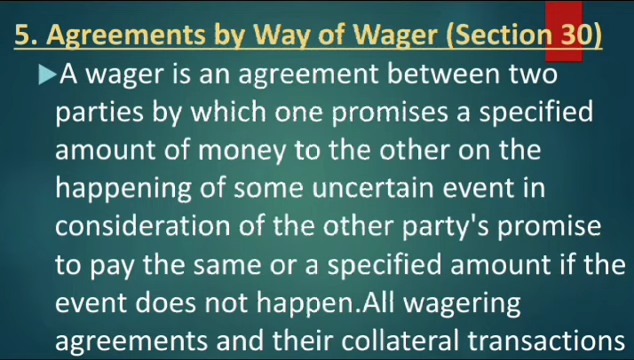 5. Agreements by Way of Wager (Section 30)
A wager is an agreement between two
parties by which one promises a specified
amount of money to the other on the
happening of some uncertain event in
consideration of the other party's promise
to pay the same or a specified amount if the
event does not happen.All wagering
agreements and their collateral transactions